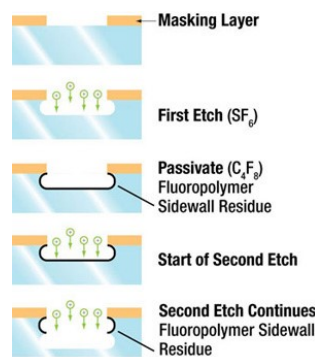 Masking Layer
First Etch (SF₆)
Passivate (C₄F₈)
Fluoropolymer
Sidewall Residue
Start of Second Etch
Second Etch Continues
Fluoropolymer Sidewall
Residue